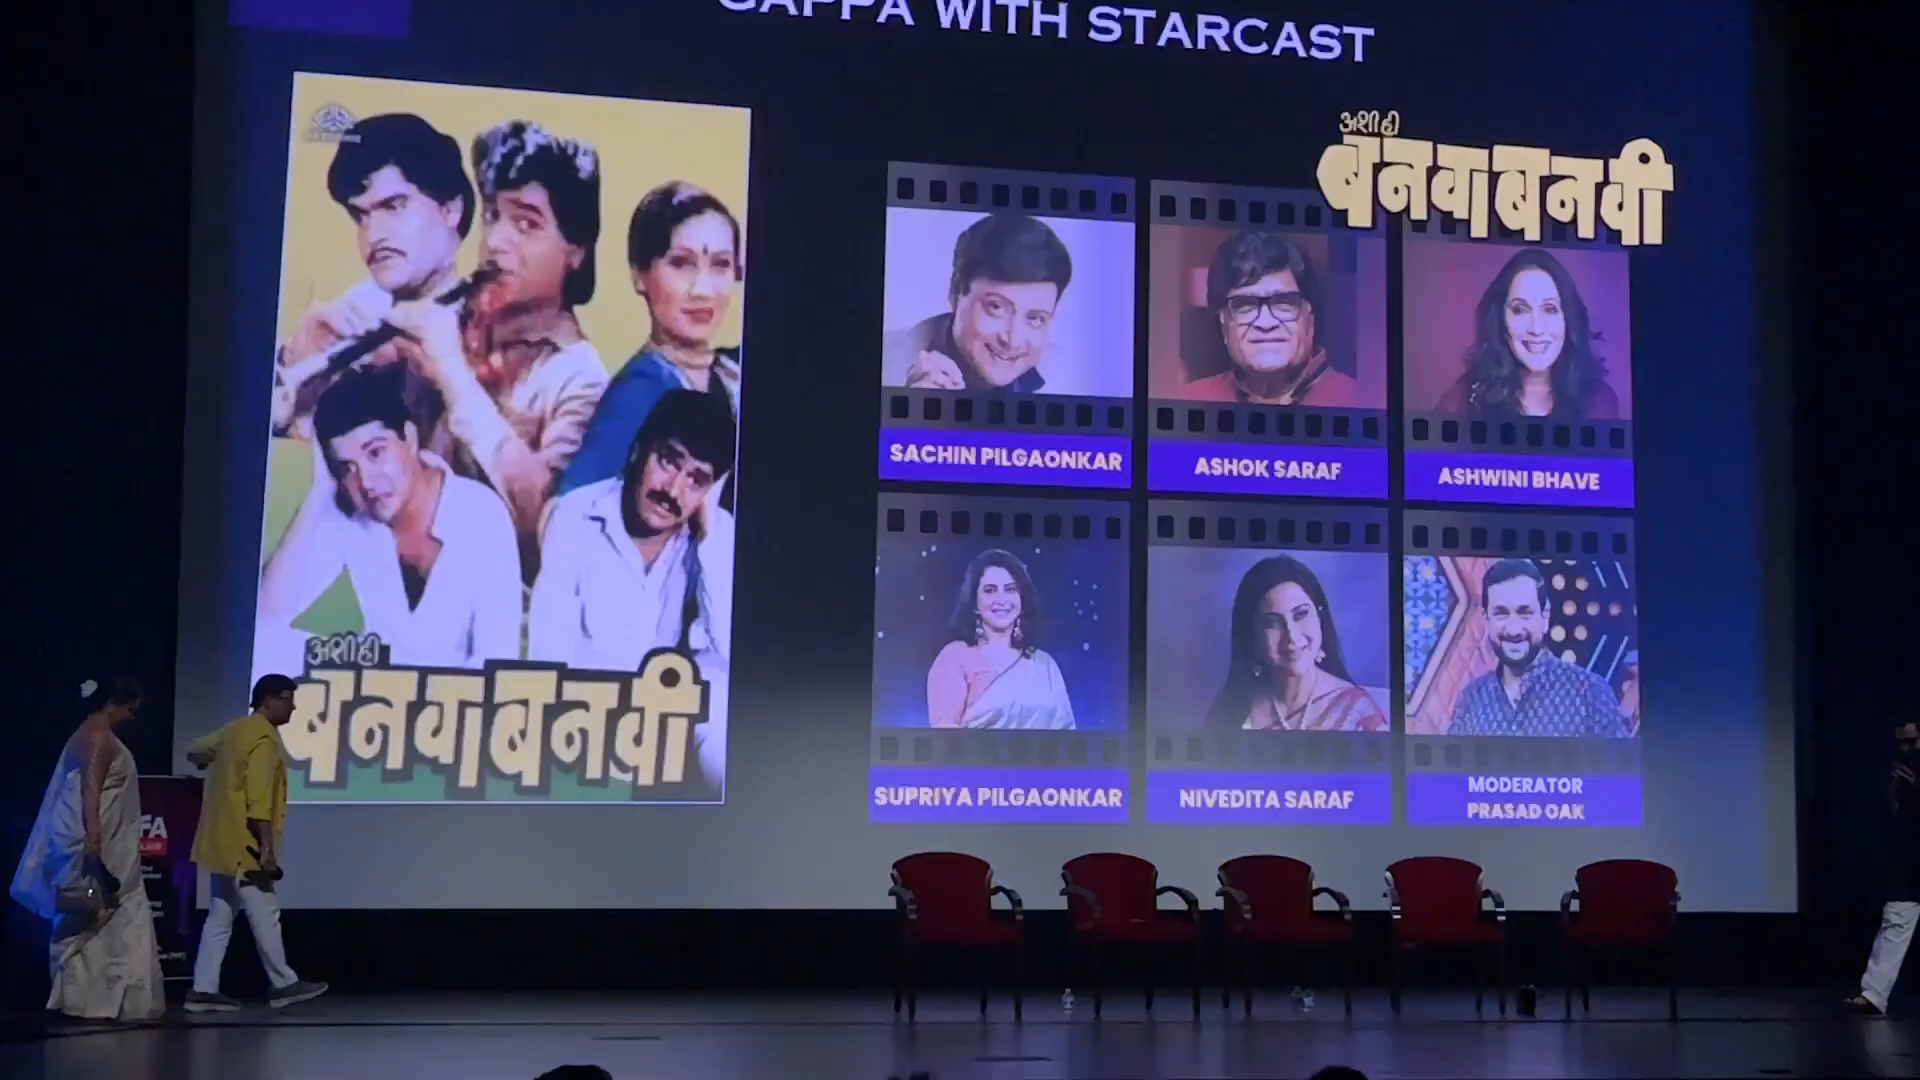 GAPPA WITH STARCAST
अशी ही
बनवाबनवी
SACHIN PILGAONKAR
ASHOK SARAF
ASHWINI BHAVE
SUPRIYA PILGAONKAR
NIVEDITA SARAF
MODERATOR
PRASAD OAK
अशी ही
बनवाबनवी
FA